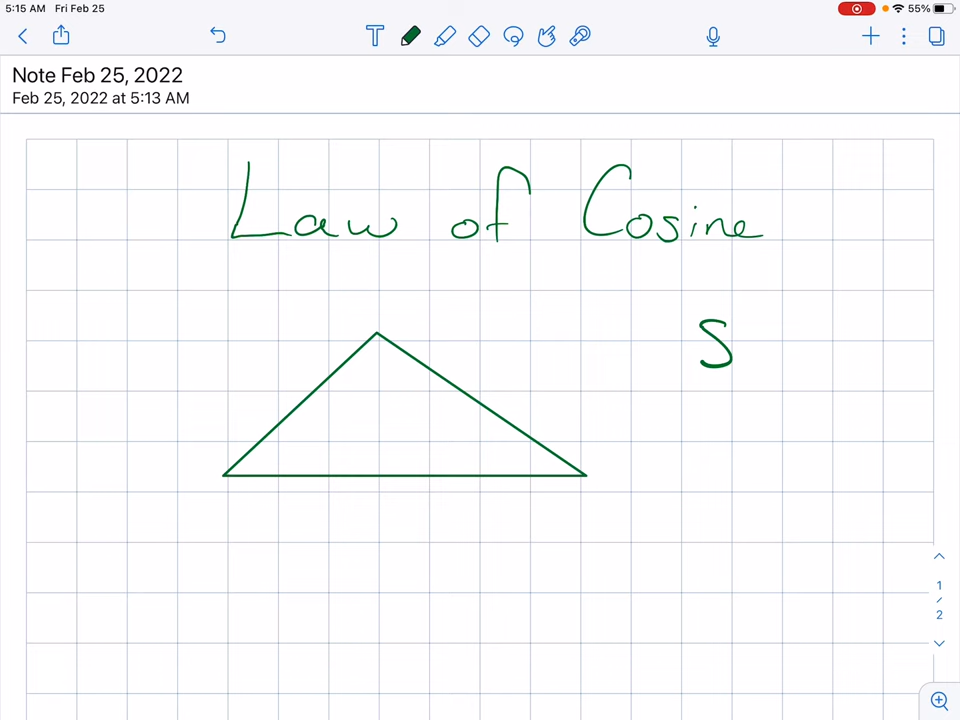 5:15 AM Fri Feb 25
55%
T
Note Feb 25, 2022
Feb 25, 2022 at 5:13 AM
Law of Cosine
S
1
/
2